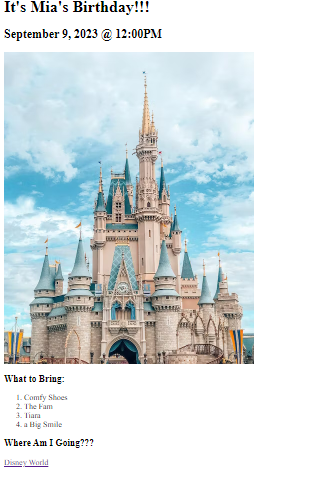 It's Mia's Birthday!!!
September 9, 2023 @ 12:00PM
What to Bring:
1. Comfy Shoes
2. The Fam
3. Tiara
4. a Big Smile
Where Am I Going???
Disney World